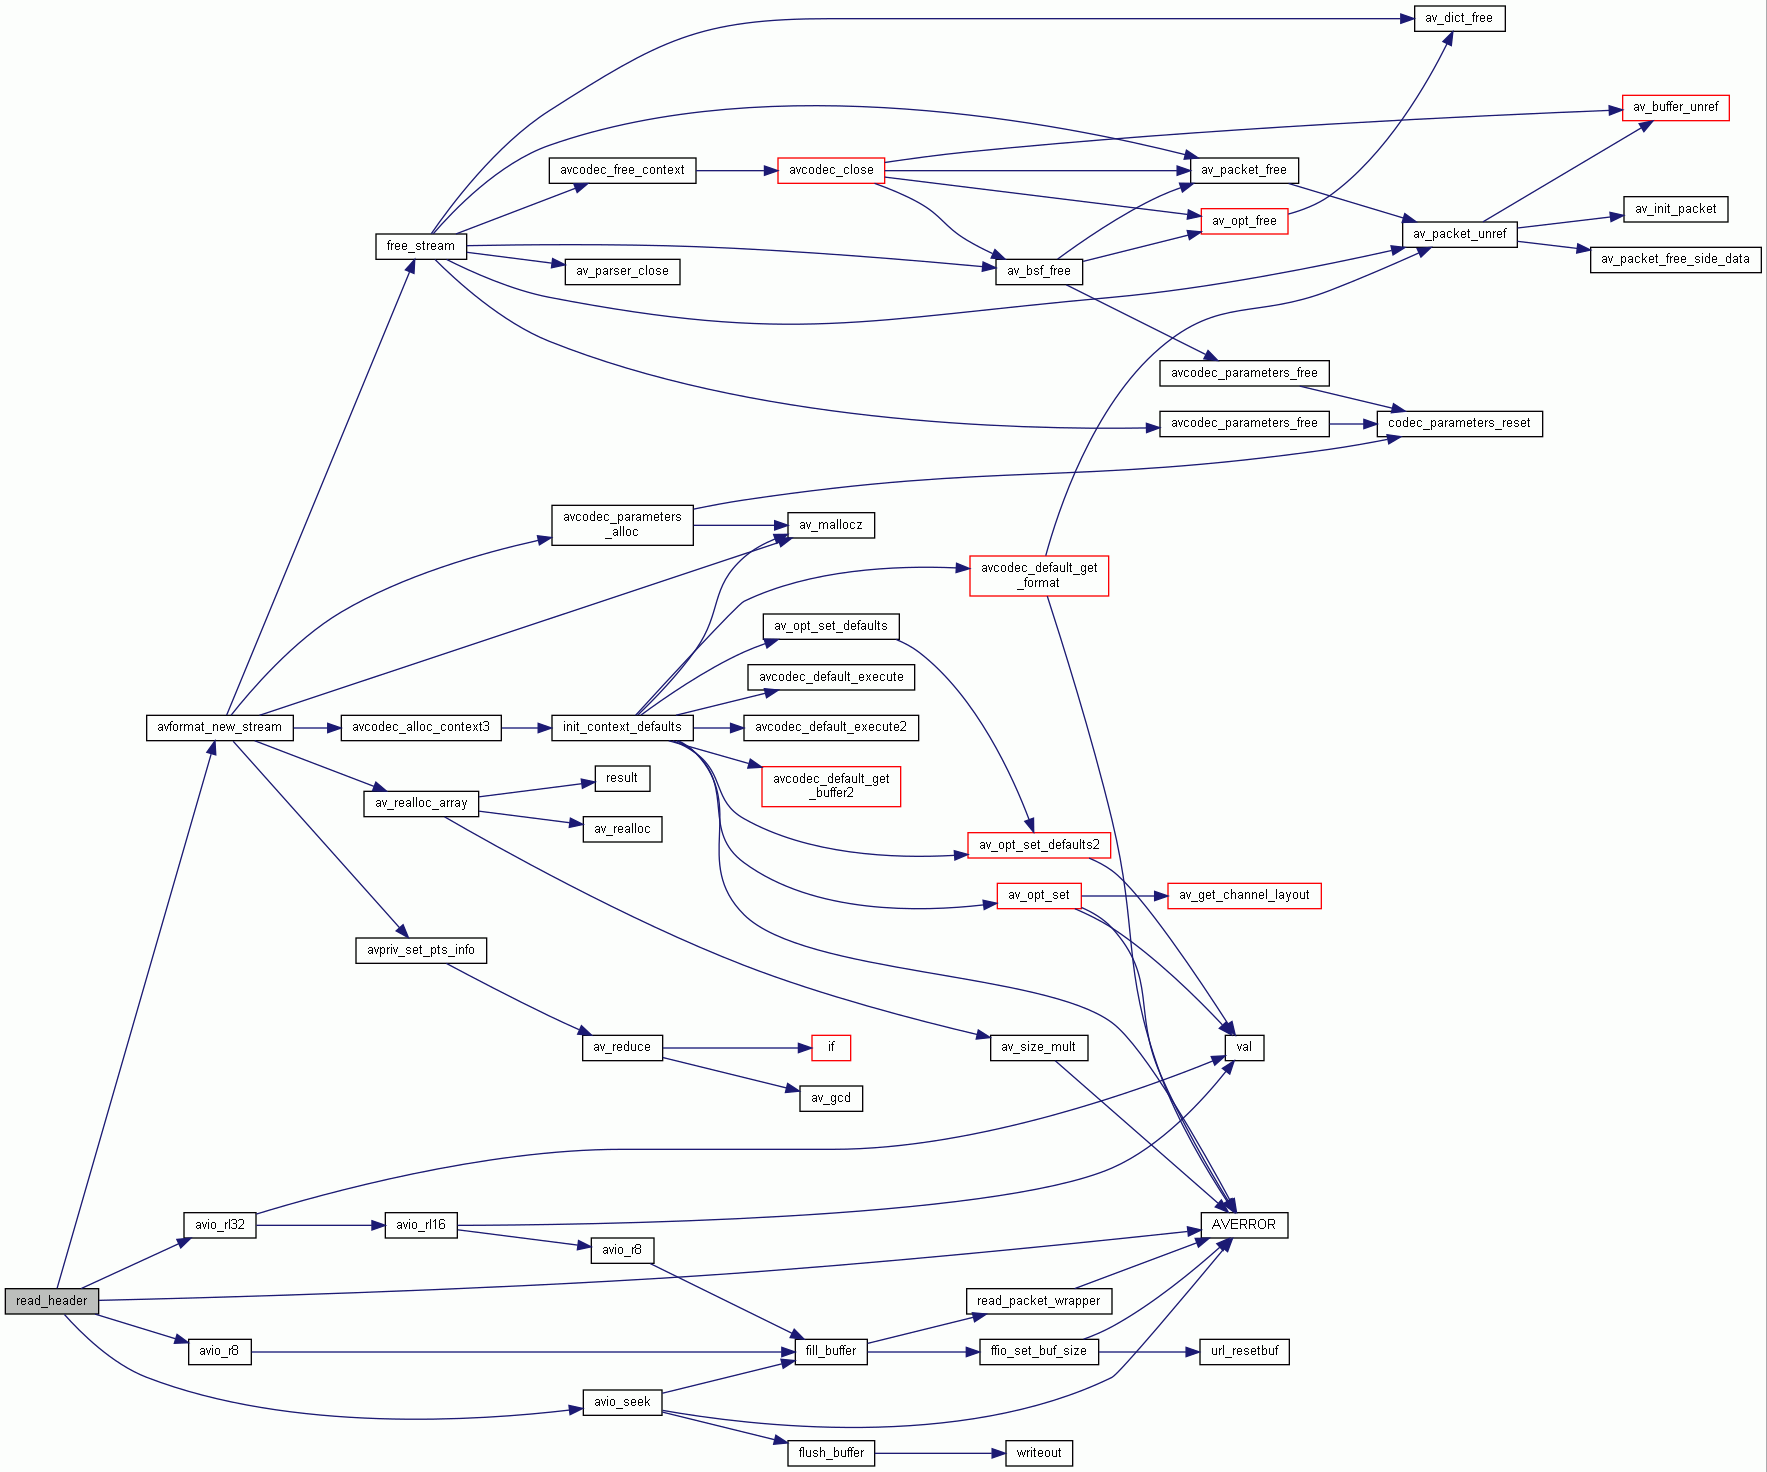 av_dict_free
av_buffer_unref
avcodec_free_context
avcodec_close
av_packet_free
av_init_packet
av_opt_free
av_packet_unref
free_stream
av_packet_free_side_data
av_parser_close
av_bsf_free
avcodec_parameters_free
avcodec_parameters_free
codec_parameters_reset
avcodec_parameters
_alloc
av_mallocz
avcodec_default_get
_format
av_opt_set_defaults
avcodec_default_execute
avformat_new_stream
avcodec_alloc_context3
init_context_defaults
avcodec_default_execute2
result
avcodec_default_get
_buffer2
av_realloc_array
av_realloc
av_opt_set_defaults2
av_opt_set
av_get_channel_layout
avpriv_set_pts_info
av_reduce
if
av_size_mult
val
av_gcd
avio_rl32
avio_rl16
AVERROR
avio_r8
read_header
read_packet_wrapper
avio_r8
fill_buffer
ffio_set_buf_size
url_resetbuf
avio_seek
flush_buffer
writeout